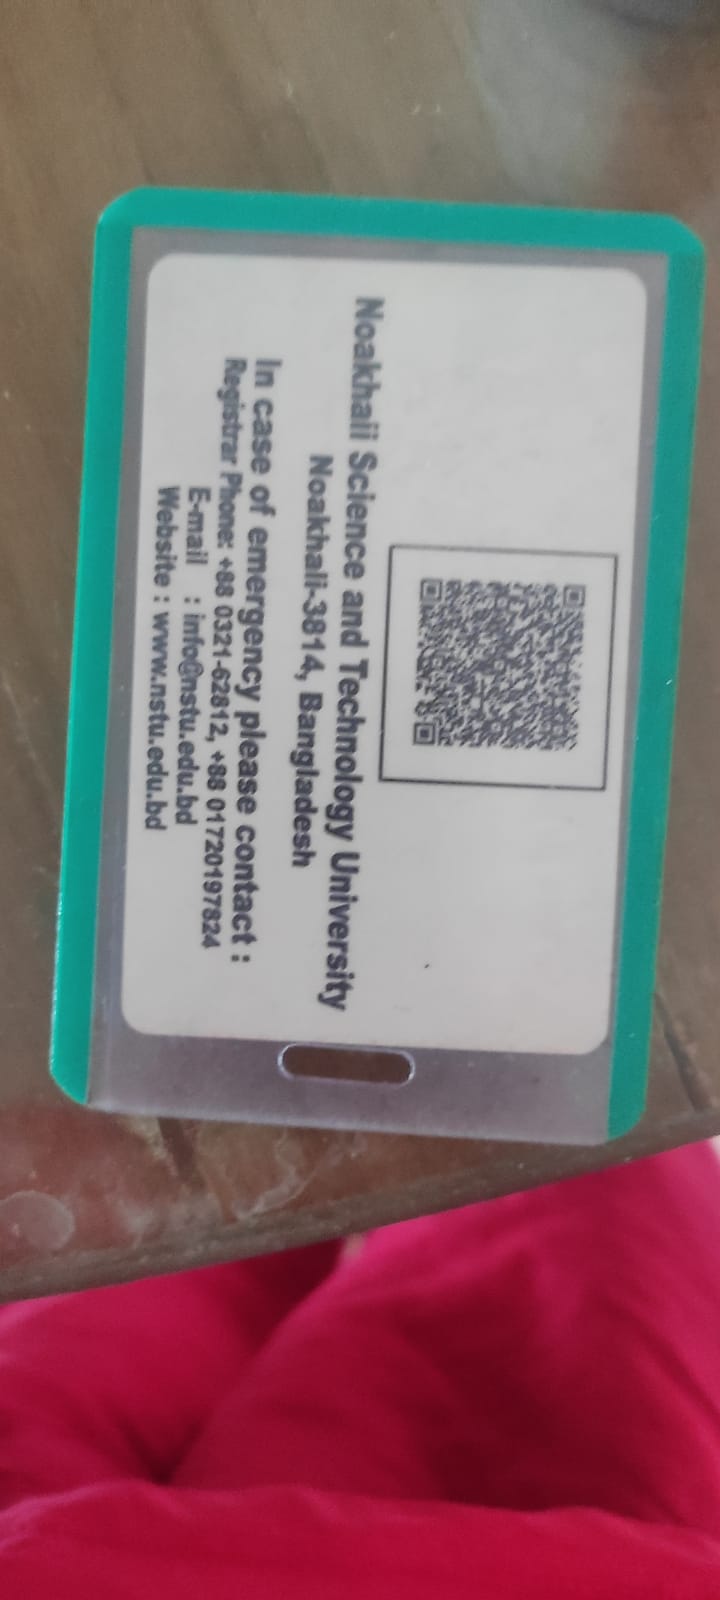 Noakhali Science and Technology University
Noakhali-3814, Bangladesh
In case of emergency please contact :
Registrar Phone: +88 0321-62812, +88 01720197824
E-mail : info@nstu.edu.bd
Website : www.nstu.edu.bd